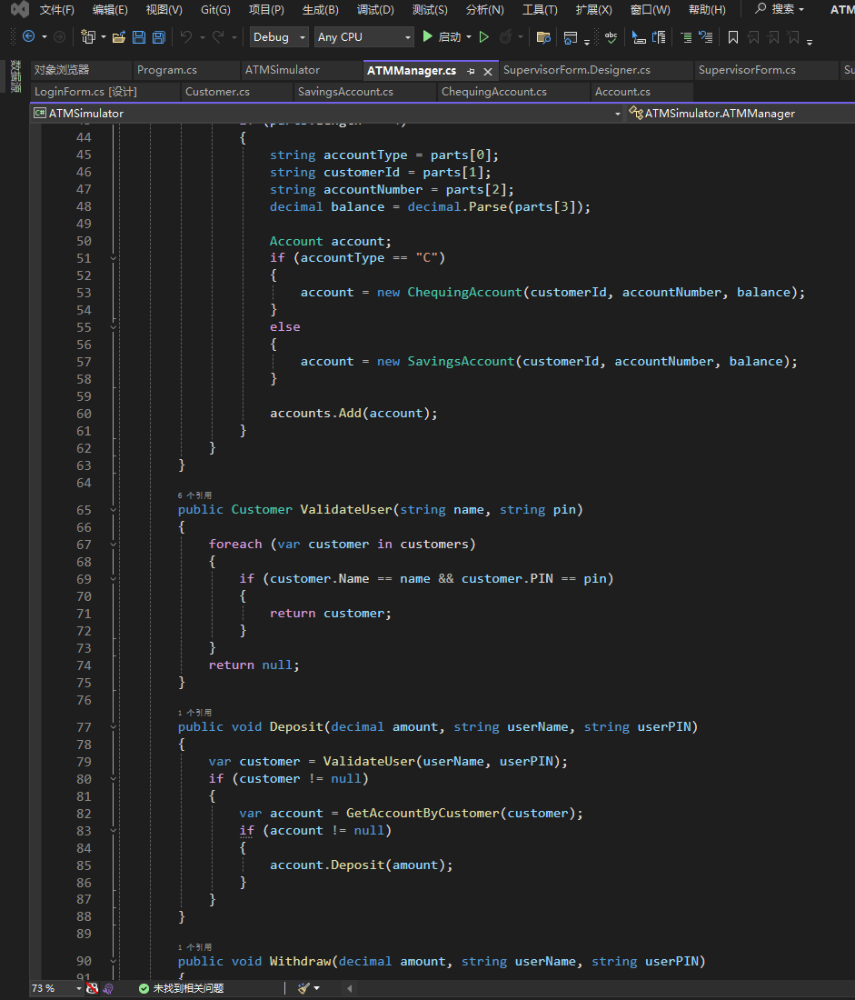 文件(F) 编辑(E) 视图(V) Git(G) 项目(P) 生成(B) 调试(D) 测试(S) 分析(N) 工具(T) 扩展(X) 窗口(W) 帮助(H) 搜索 ATM
Debug Any CPU 启动 abc
数据源
对象浏览器 Program.cs ATMSimulator ATMManager.cs SupervisorForm.Designer.cs SupervisorForm.cs Su
LoginForm.cs [设计] Customer.cs SavingsAccount.cs ChequingAccount.cs Account.cs
C# ATMSimulator ATMSimulator.ATMManager
44 {
45 string accountType = parts[0];
46 string customerId = parts[1];
47 string accountNumber = parts[2];
48 decimal balance = decimal.Parse(parts[3]);
49
50 Account account;
51 if (accountType == "C")
52 {
53 account = new ChequingAccount(customerId, accountNumber, balance);
54 }
55 else
56 {
57 account = new SavingsAccount(customerId, accountNumber, balance);
58 }
59
60 accounts.Add(account);
61 }
62 }
63 }
64
6 个引用
65 public Customer ValidateUser(string name, string pin)
66 {
67 foreach (var customer in customers)
68 {
69 if (customer.Name == name && customer.PIN == pin)
70 {
71 return customer;
72 }
73 }
74 return null;
75 }
76
1 个引用
77 public void Deposit(decimal amount, string userName, string userPIN)
78 {
79 var customer = ValidateUser(userName, userPIN);
80 if (customer != null)
81 {
82 var account = GetAccountByCustomer(customer);
83 if (account != null)
84 {
85 account.Deposit(amount);
86 }
87 }
88 }
89
1 个引用
90 public void Withdraw(decimal amount, string userName, string userPIN)
91 {
73 % 未找到相关问题